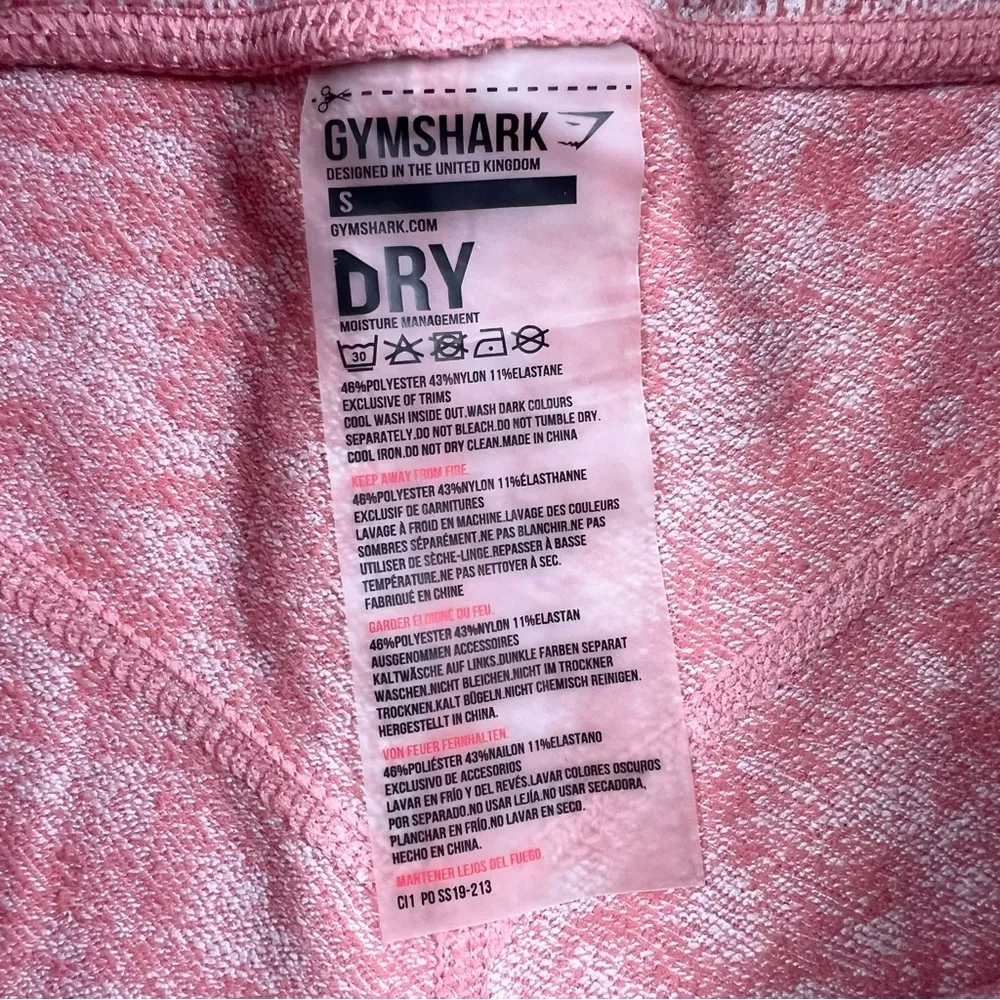 GYMSHARK
DESIGNED IN THE UNITED KINGDOM
S
GYMSHARK.COM
DRY
MOISTURE MANAGEMENT
30
46%POLYESTER 43%NYLON 11%ELASTANE
EXCLUSIVE OF TRIMS
COOL WASH INSIDE OUT.WASH DARK COLOURS
SEPARATELY.DO NOT BLEACH.DO NOT TUMBLE DRY.
COOL IRON.DO NOT DRY CLEAN.MADE IN CHINA
KEEP AWAY FROM FIRE.
46%POLYESTER 43%NYLON 11%ÉLASTHANNE
EXCLUSIF DE GARNITURES
LAVAGE À FROID EN MACHINE.LAVAGE DES COULEURS
SOMBRES SÉPARÉMENT.NE PAS BLANCHIR.NE PAS
UTILISER DE SÈCHE-LINGE.REPASSER À BASSE
TEMPÉRATURE.NE PAS NETTOYER À SEC.
FABRIQUÉ EN CHINE
GARDER ELOIGNÉ DU FEU.
46%POLYESTER 43%NYLON 11%ELASTAN
AUSGENOMMEN ACCESSOIRES
KALTWÄSCHE AUF LINKS.DUNKLE FARBEN SEPARAT
WASCHEN.NICHT BLEICHEN.NICHT IM TROCKNER
TROCKNEN.KALT BÜGELN.NICHT CHEMISCH REINIGEN.
HERGESTELLT IN CHINA.
VON FEUER FERNHALTEN.
46%POLIÉSTER 43%NAILON 11%ELASTANO
EXCLUSIVO DE ACCESORIOS
LAVAR EN FRÍO Y DEL REVÉS.LAVAR COLORES OSCUROS
POR SEPARADO.NO USAR LEJÍA.NO USAR SECADORA,
PLANCHAR EN FRÍO.NO LAVAR EN SECO.
HECHO EN CHINA.
MANTENER LEJOS DEL FUEGO
CI1 PO SS19-213